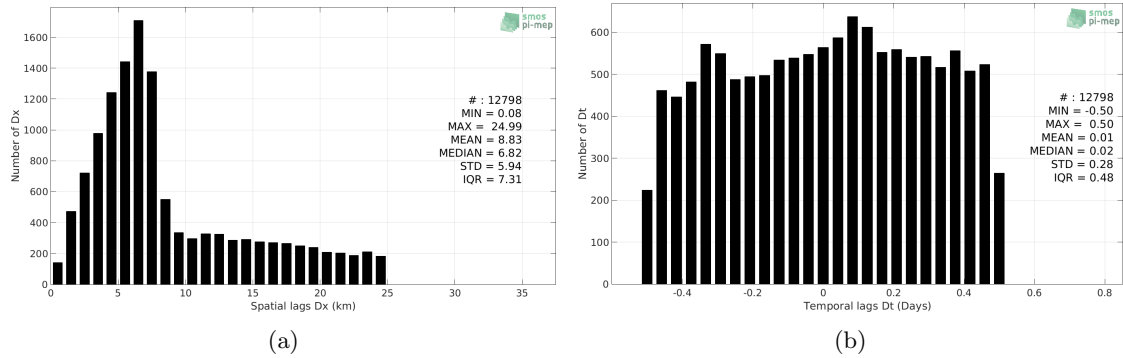 smos
pi-mep
1600
1400
1200
1000
800
600
400
200
0
Number of Dx
# : 12798
MIN = 0.08
MAX = 24.99
MEAN = 8.83
MEDIAN = 6.82
STD = 5.94
IQR = 7.31
0 5 10 15 20 25 30 35
Spatial lags Dx (km)
(a)
smos
pi-mep
600
500
400
300
200
100
0
Number of Dt
# : 12798
MIN = -0.50
MAX = 0.50
MEAN = 0.01
MEDIAN = 0.02
STD = 0.28
IQR = 0.48
-0.4 -0.2 0 0.2 0.4 0.6 0.8
Temporal lags Dt (Days)
(b)